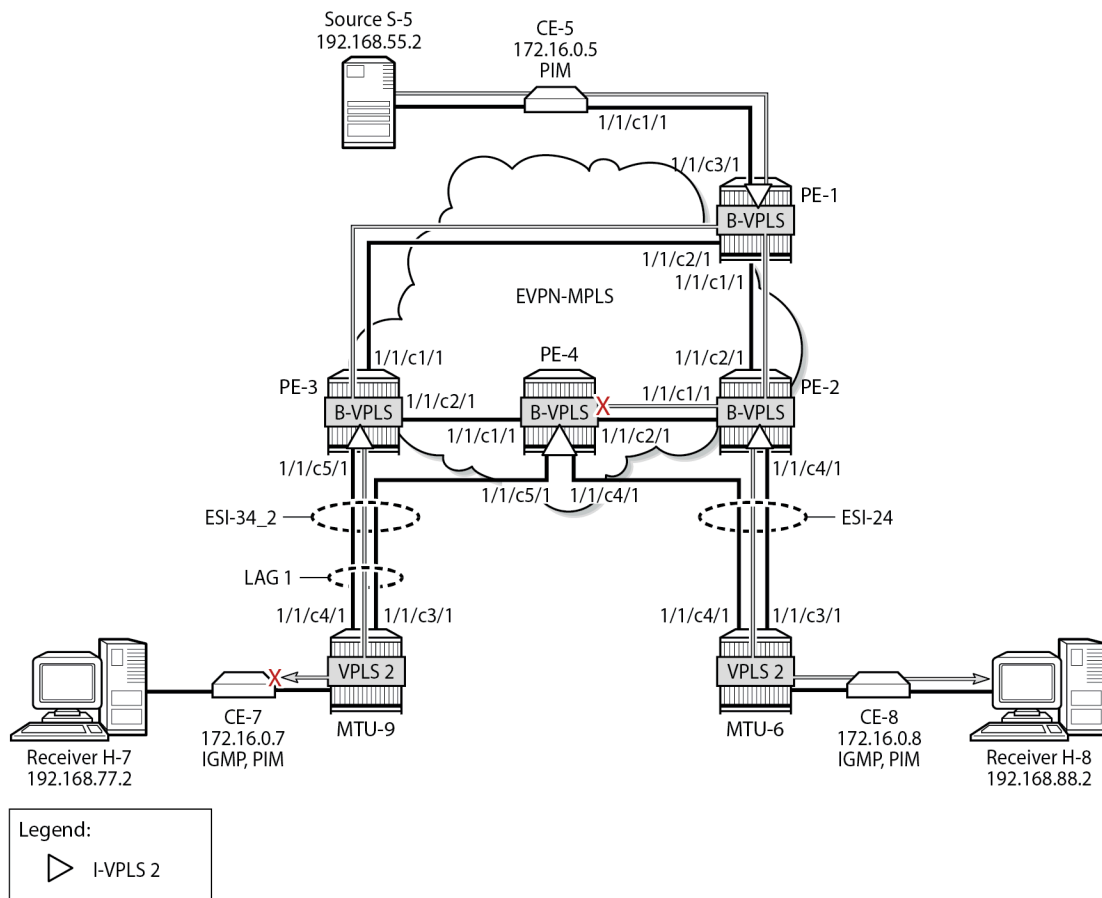 Source S-5
192.168.55.2
CE-5
172.16.0.5
PIM
1/1/c1/1
1/1/c3/1
PE-1
B-VPLS
1/1/c2/1
1/1/c1/1
EVPN-MPLS
1/1/c1/1
PE-4
1/1/c2/1
PE-3
PE-2
B-VPLS
1/1/c2/1
B-VPLS
X
1/1/c1/1
B-VPLS
1/1/c1/1
1/1/c2/1
1/1/c5/1
1/1/c4/1
1/1/c5/1
1/1/c4/1
ESI-34_2
ESI-24
LAG 1
1/1/c4/1
1/1/c3/1
1/1/c4/1
1/1/c3/1
X
VPLS 2
VPLS 2
CE-7
172.16.0.7
IGMP, PIM
MTU-9
MTU-6
CE-8
172.16.0.8
IGMP, PIM
Receiver H-7
192.168.77.2
Receiver H-8
192.168.88.2
Legend:
I-VPLS 2